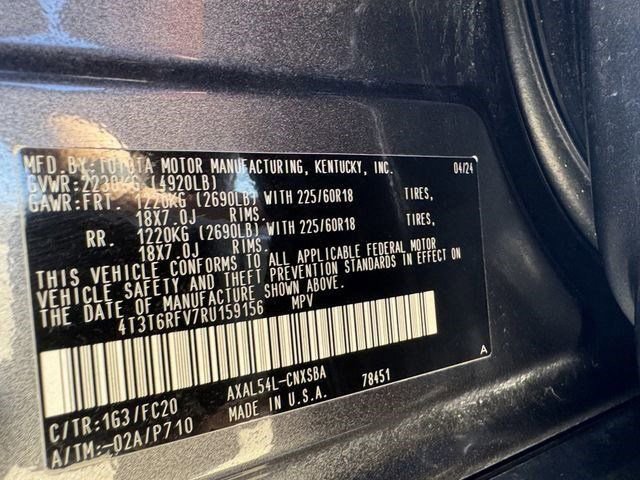 MFD.BY:TOYOTA MOTOR MANUFACTURING, KENTUCKY, INC. 04/24
GVWR:2230KG (4920LB)
GAWR:FRT. 1220KG (2690LB) WITH 225/60R18 TIRES,
18X7.0J RIMS.
RR. 1220KG (2690LB) WITH 225/60R18 TIRES,
18X7.0J RIMS.
THIS VEHICLE CONFORMS TO ALL APPLICABLE FEDERAL MOTOR
VEHICLE SAFETY AND THEFT PREVENTION STANDARDS IN EFFECT ON
THE DATE OF MANUFACTURE SHOWN ABOVE.
4T3T6RFV7RU159156 MPV
A
C/TR:1G3/FC20 AXAL54L-CNXSBA 78451
A/TM:-02A/P710 MADE IN U.S.A.